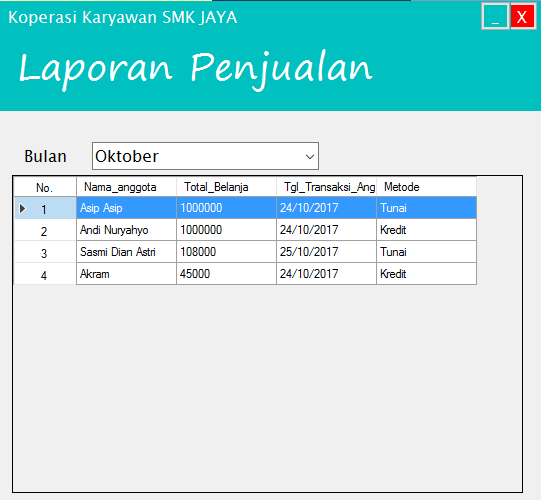 Koperasi Karyawan SMK JAYA _ X
Laporan Penjualan
Bulan Oktober
No. Nama_anggota Total_Belanja Tgl_Transaksi_Ang Metode
1 Asip Asip 1000000 24/10/2017 Tunai
2 Andi Nuryahyo 1000000 24/10/2017 Kredit
3 Sasmi Dian Astri 108000 25/10/2017 Tunai
4 Akram 45000 24/10/2017 Kredit